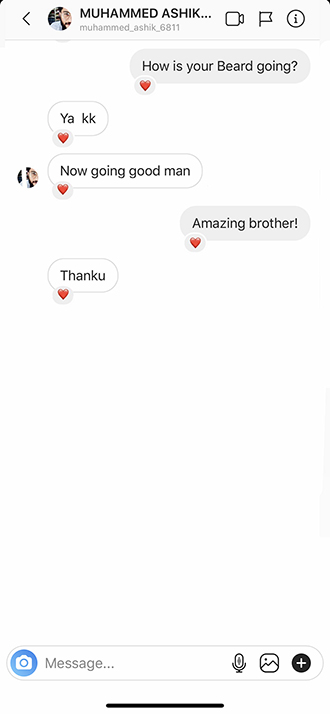 MUHAMMED ASHIK...
muhammed_ashik_6811
How is your Beard going?
Ya kk
Now going good man
Amazing brother!
Thanku
Message...